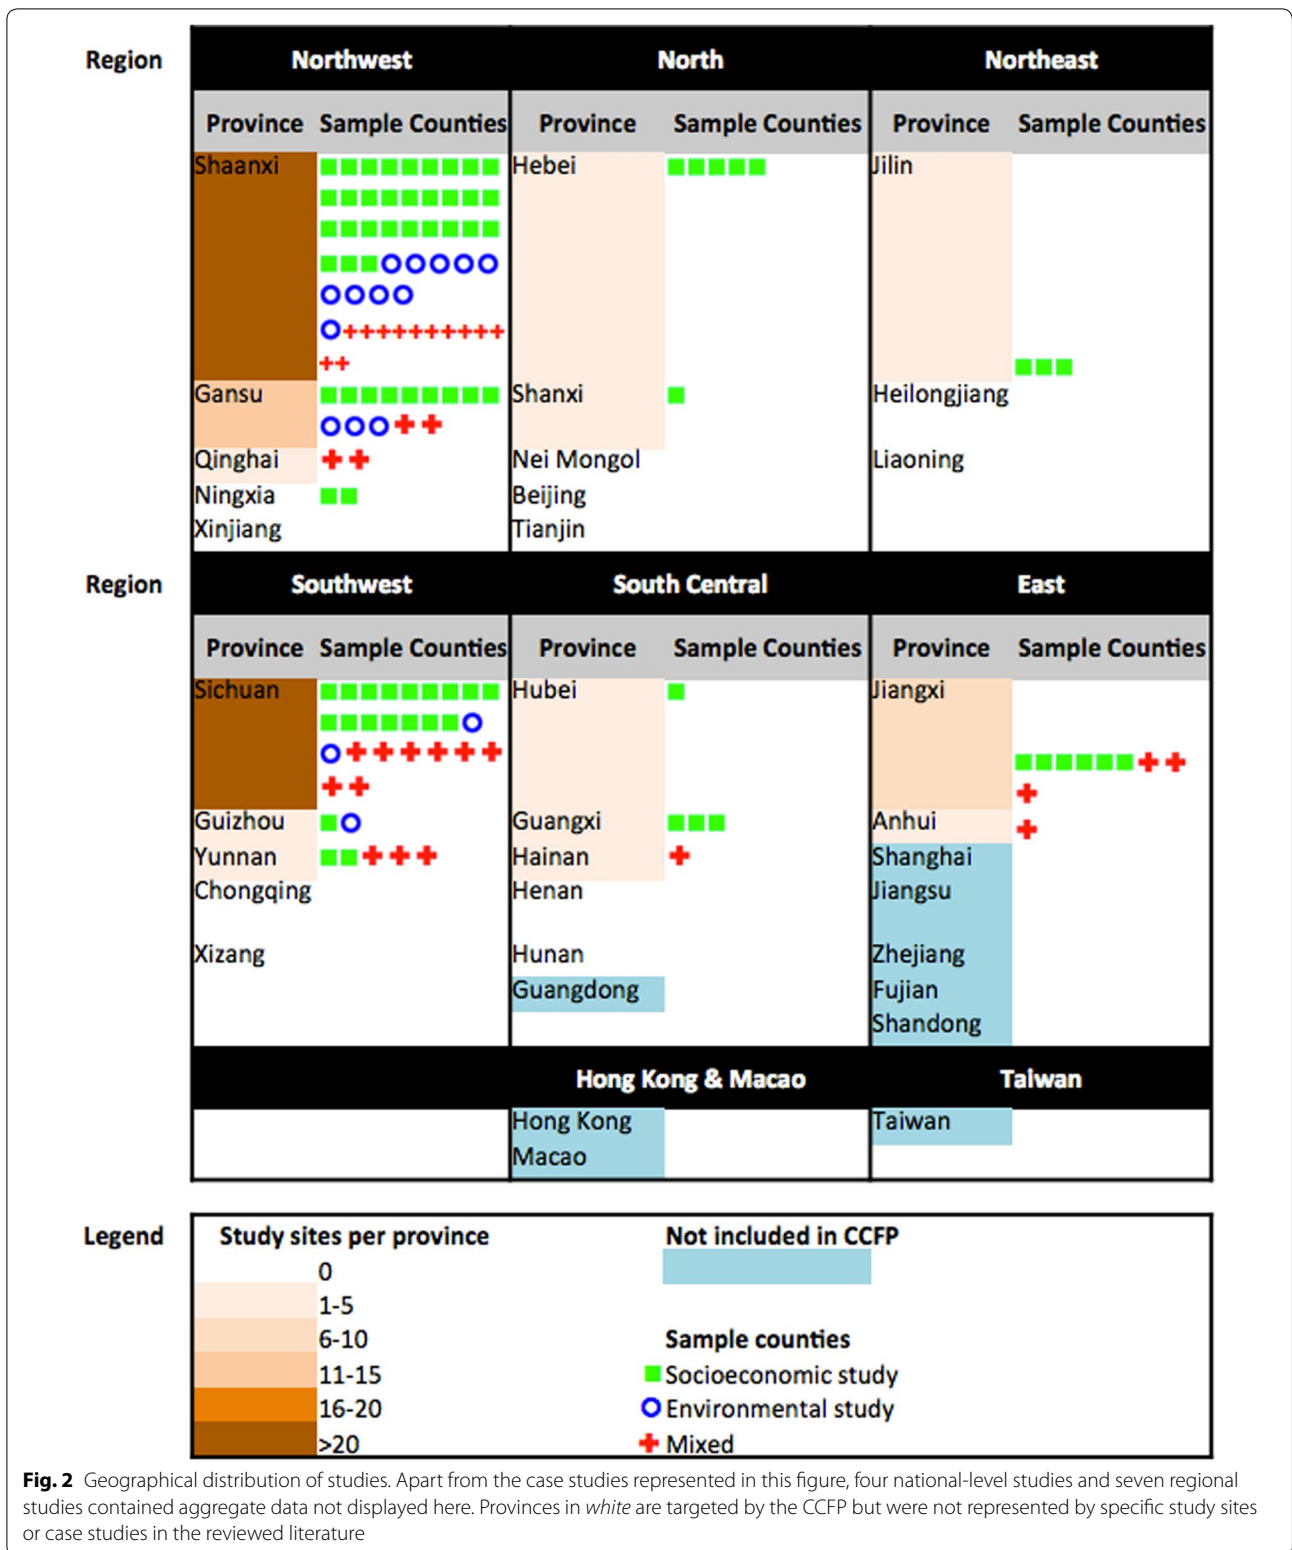 Region Northwest North Northeast
Province Sample Counties Province Sample Counties Province Sample Counties
Shaanxi Hebei Jilin
Gansu Shanxi Heilongjiang
Qinghai Nei Mongol Liaoning
Ningxia Beijing
Xinjiang Tianjin
Region Southwest South Central East
Province Sample Counties Province Sample Counties Province Sample Counties
Sichuan Hubei Jiangxi
Guizhou Guangxi Anhui
Yunnan Hainan Shanghai
Chongqing Henan Jiangsu
Xizang Hunan Zhejiang
Guangdong Fujian
Shandong
Hong Kong & Macao Taiwan
Hong Kong Taiwan
Macao
Legend Study sites per province Not included in CCFP
0
1-5
6-10 Sample counties
11-15 Socioeconomic study
16-20 Environmental study
>20 Mixed
Fig. 2 Geographical distribution of studies. Apart from the case studies represented in this figure, four national-level studies and seven regional
studies contained aggregate data not displayed here. Provinces in white are targeted by the CCFP but were not represented by specific study sites
or case studies in the reviewed literature